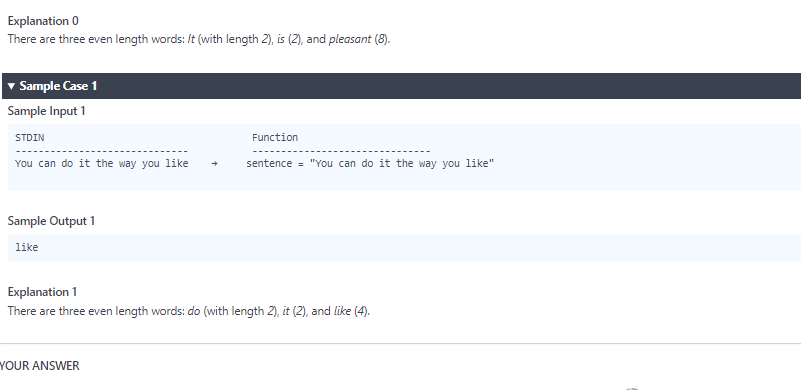 Explanation 0
There are three even length words: It (with length 2), is (2), and pleasant (8).
▼ Sample Case 1
Sample Input 1
STDIN Function
------------------------------ -------------------------------
You can do it the way you like → sentence = "You can do it the way you like"
Sample Output 1
like
Explanation 1
There are three even length words: do (with length 2), it (2), and like (4).
YOUR ANSWER